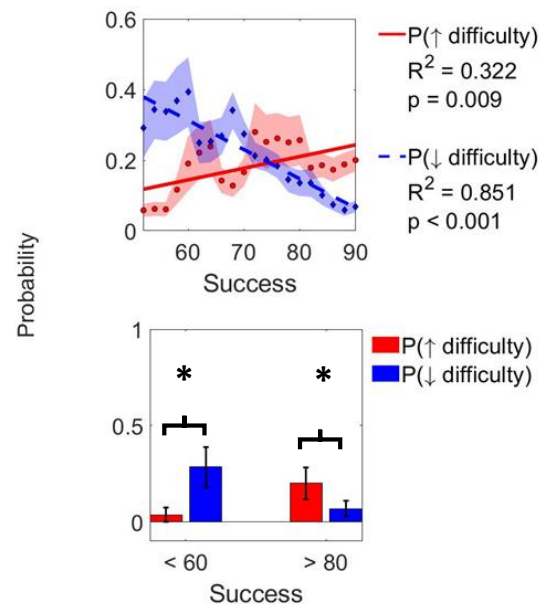 Probability
0.6
0.4
0.2
0
60
70
80
90
Success
P(↑ difficulty)
R² = 0.322
p = 0.009
P(↓ difficulty)
R² = 0.851
p < 0.001
1
0.5
0
*
*
< 60
> 80
Success
P(↑ difficulty)
P(↓ difficulty)